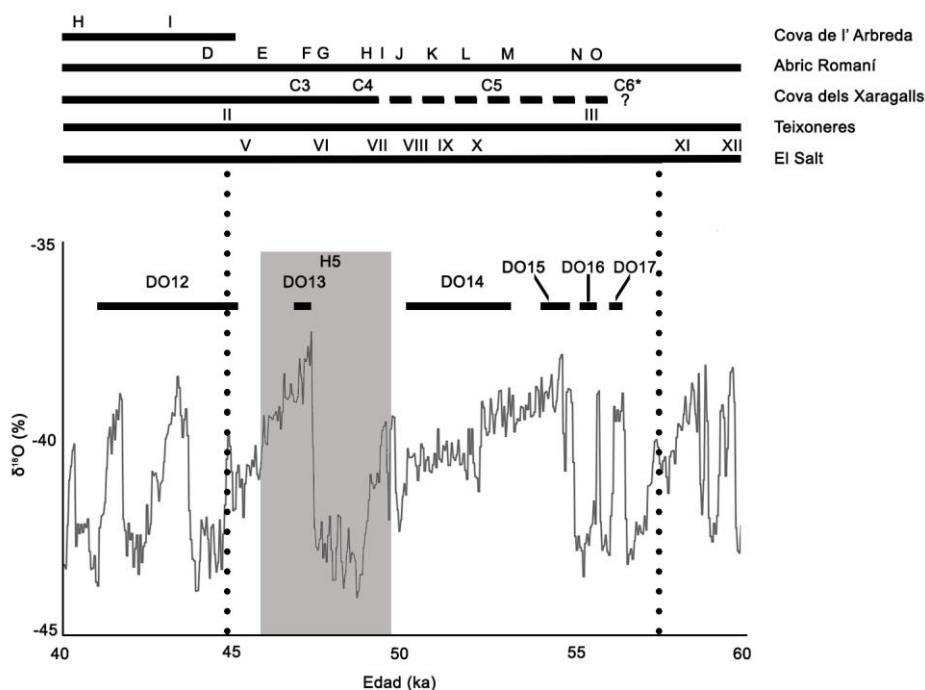 H I Cova de l' Arbreda
D E F G H I J K L M N O Abric Romaní
C3 C4 C5 C6* Cova dels Xaragalls
?
II III Teixoneres
V VI VII VIII IX X XI XII El Salt
-35
H5
DO15 DO16 DO17
DO12 DO13 DO14
-40
δ¹⁸O (%)
-45
40 45 50 55 60
Edad (ka)